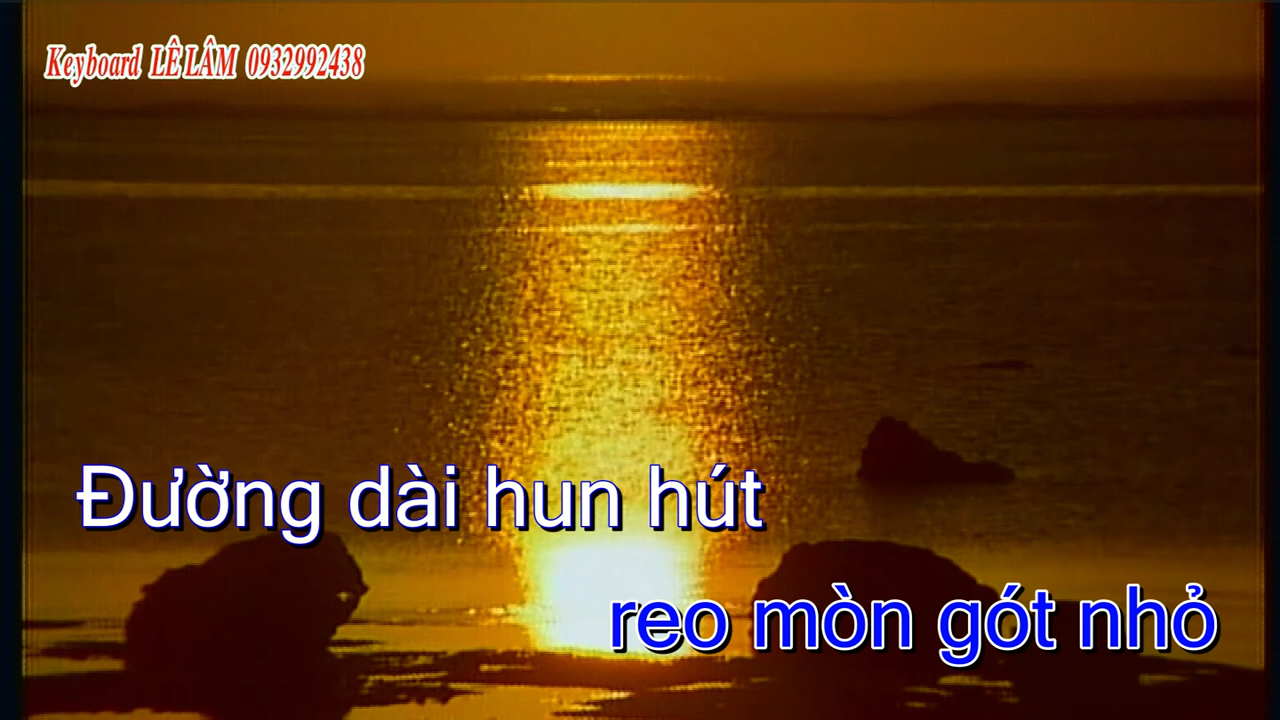 Keyboard LÊ LÂM 0932992438
Đường dài hun hút
reo mòn gót nhỏ